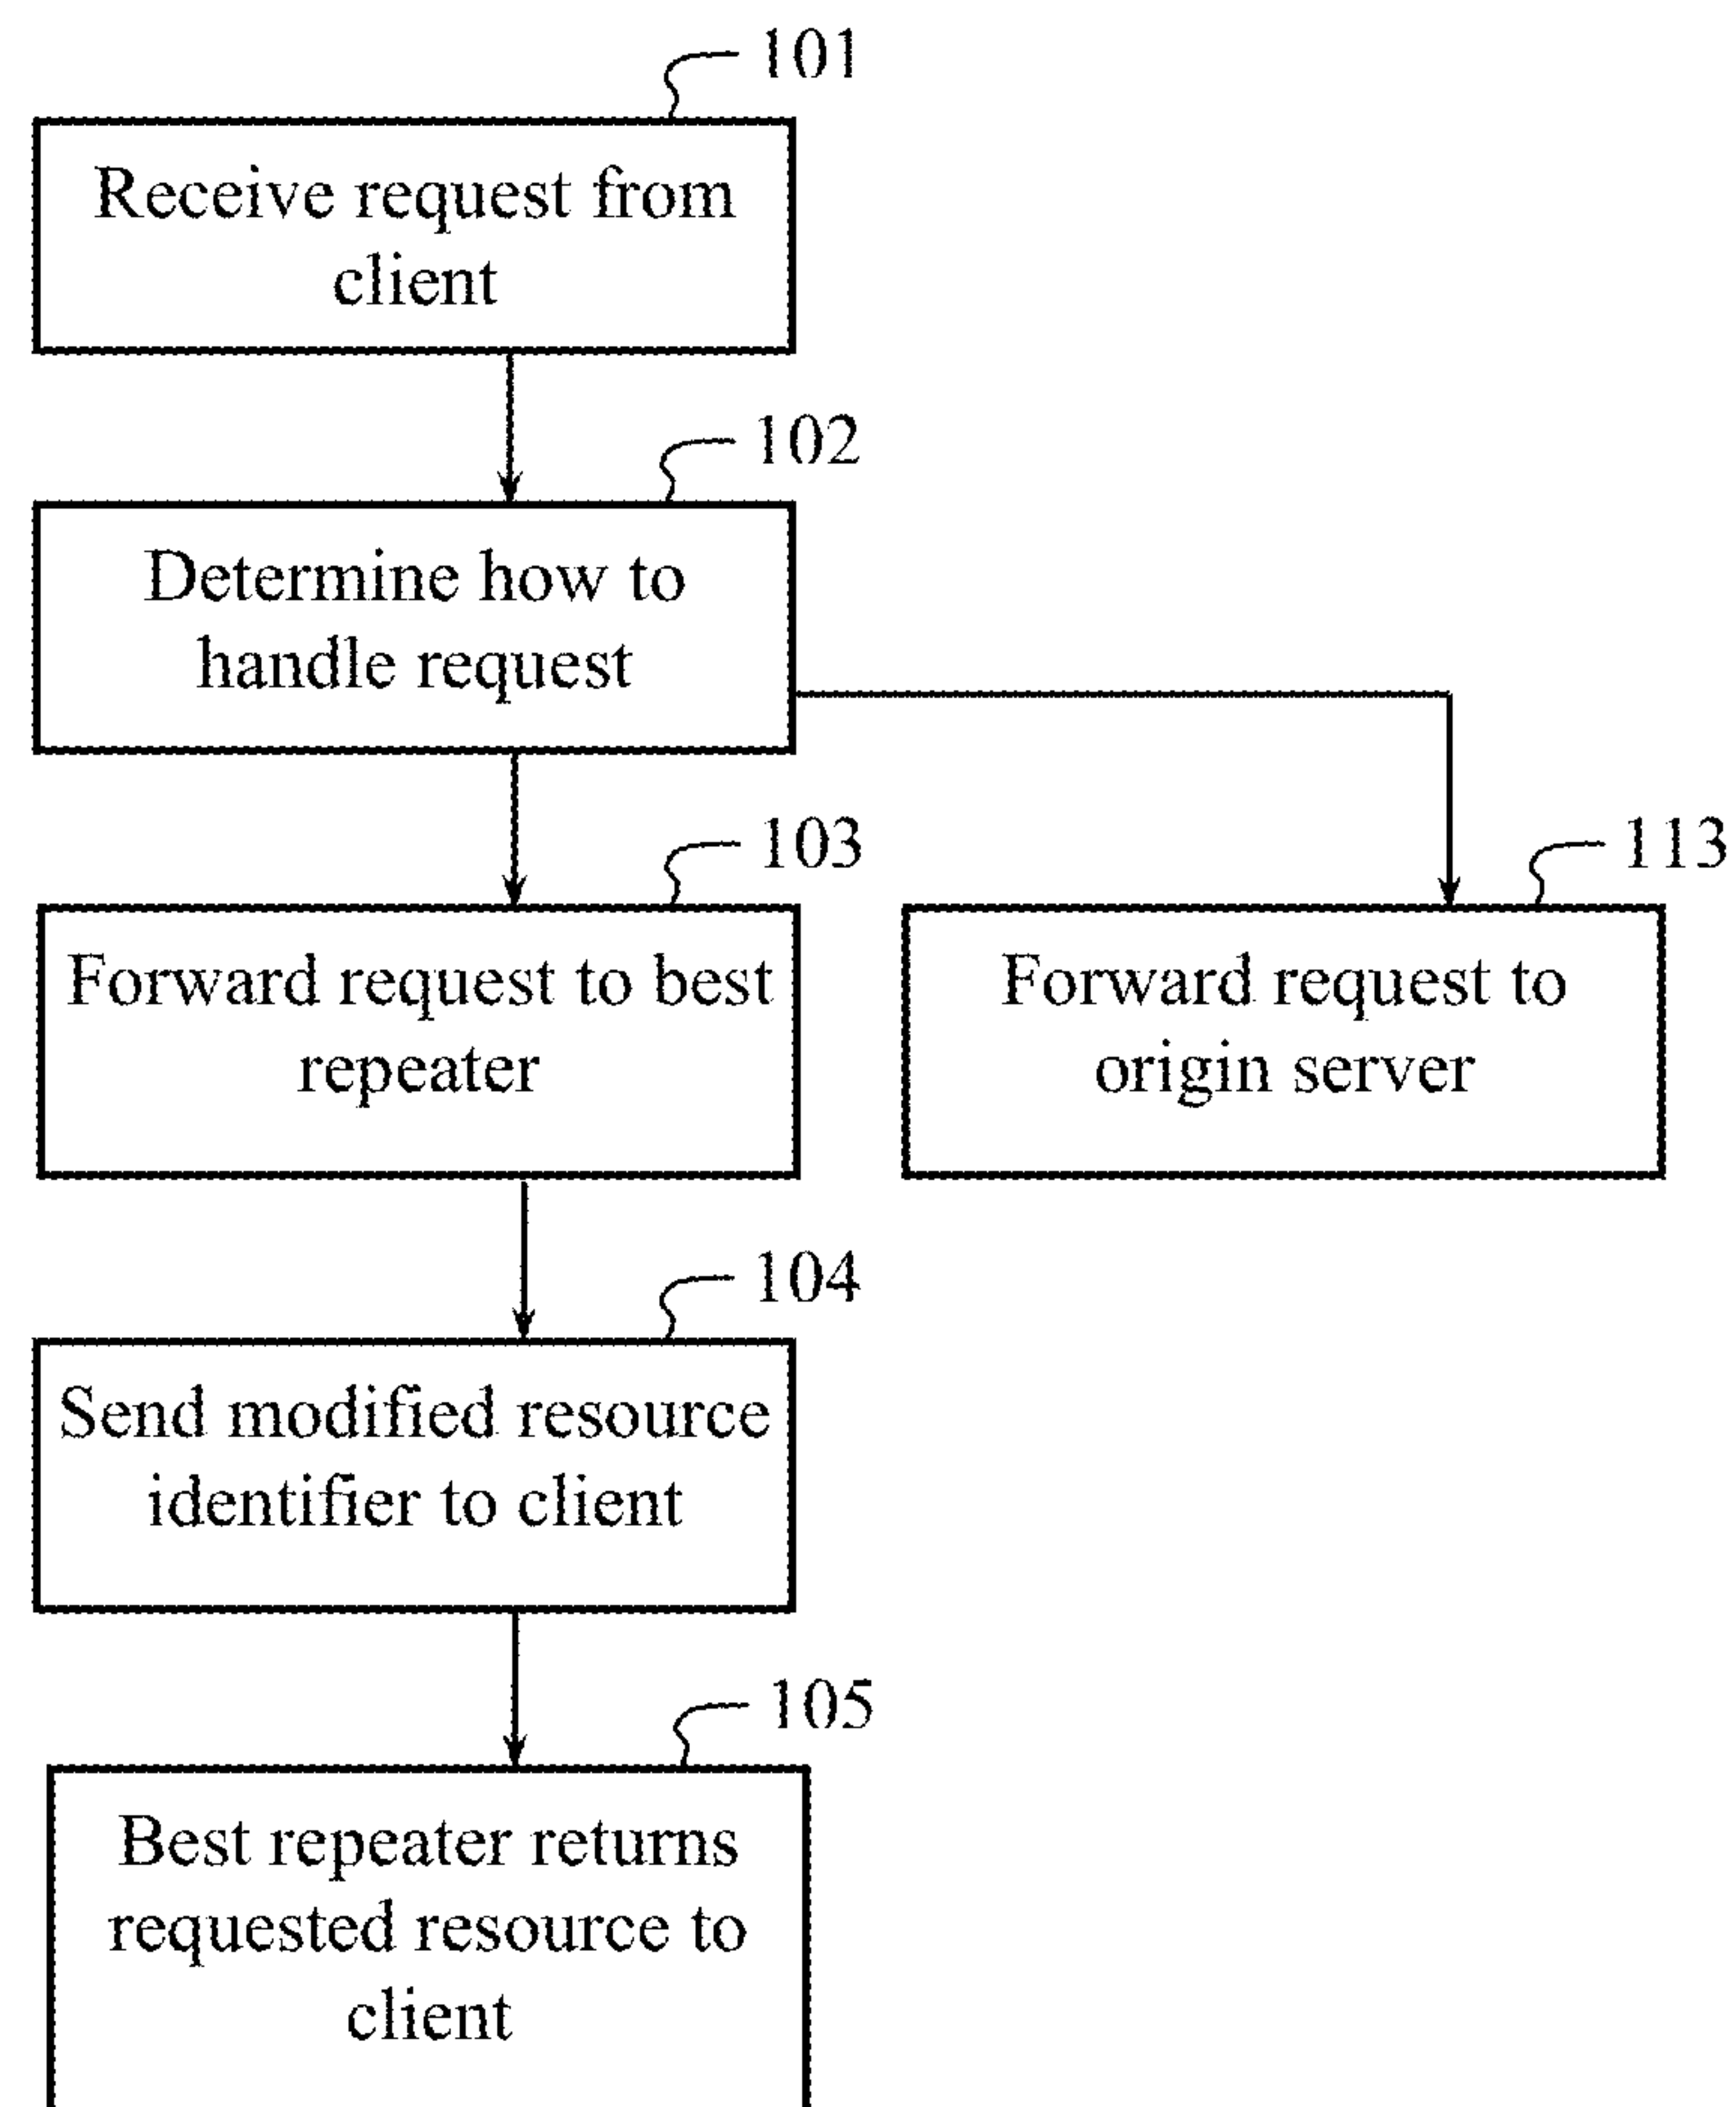 101
Receive request from
client
102
Determine how to
handle request
103
Forward request to best
repeater
113
Forward request to
origin server
104
Send modified resource
identifier to client
105
Best repeater returns
requested resource to
client